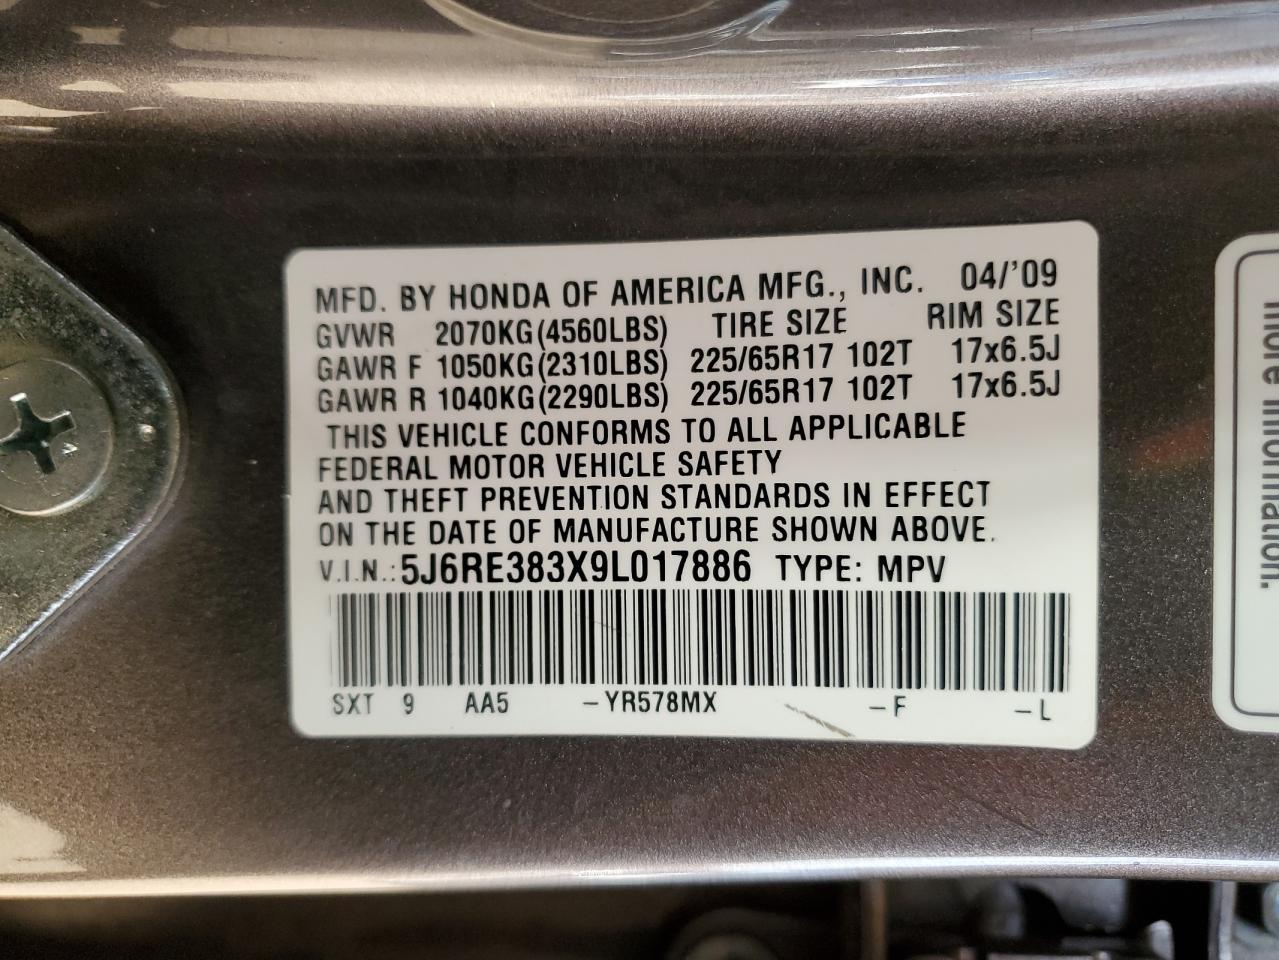 MFD. BY HONDA OF AMERICA MFG., INC. 04/'09
GVWR 2070KG(4560LBS) TIRE SIZE RIM SIZE
GAWR F 1050KG(2310LBS) 225/65R17 102T 17x6.5J
GAWR R 1040KG(2290LBS) 225/65R17 102T 17x6.5J
THIS VEHICLE CONFORMS TO ALL APPLICABLE
FEDERAL MOTOR VEHICLE SAFETY
AND THEFT PREVENTION STANDARDS IN EFFECT
ON THE DATE OF MANUFACTURE SHOWN ABOVE.
V.I.N.: 5J6RE383X9L017886 TYPE: MPV
SXT 9 AA5 -YR578MX -F -L
more information.